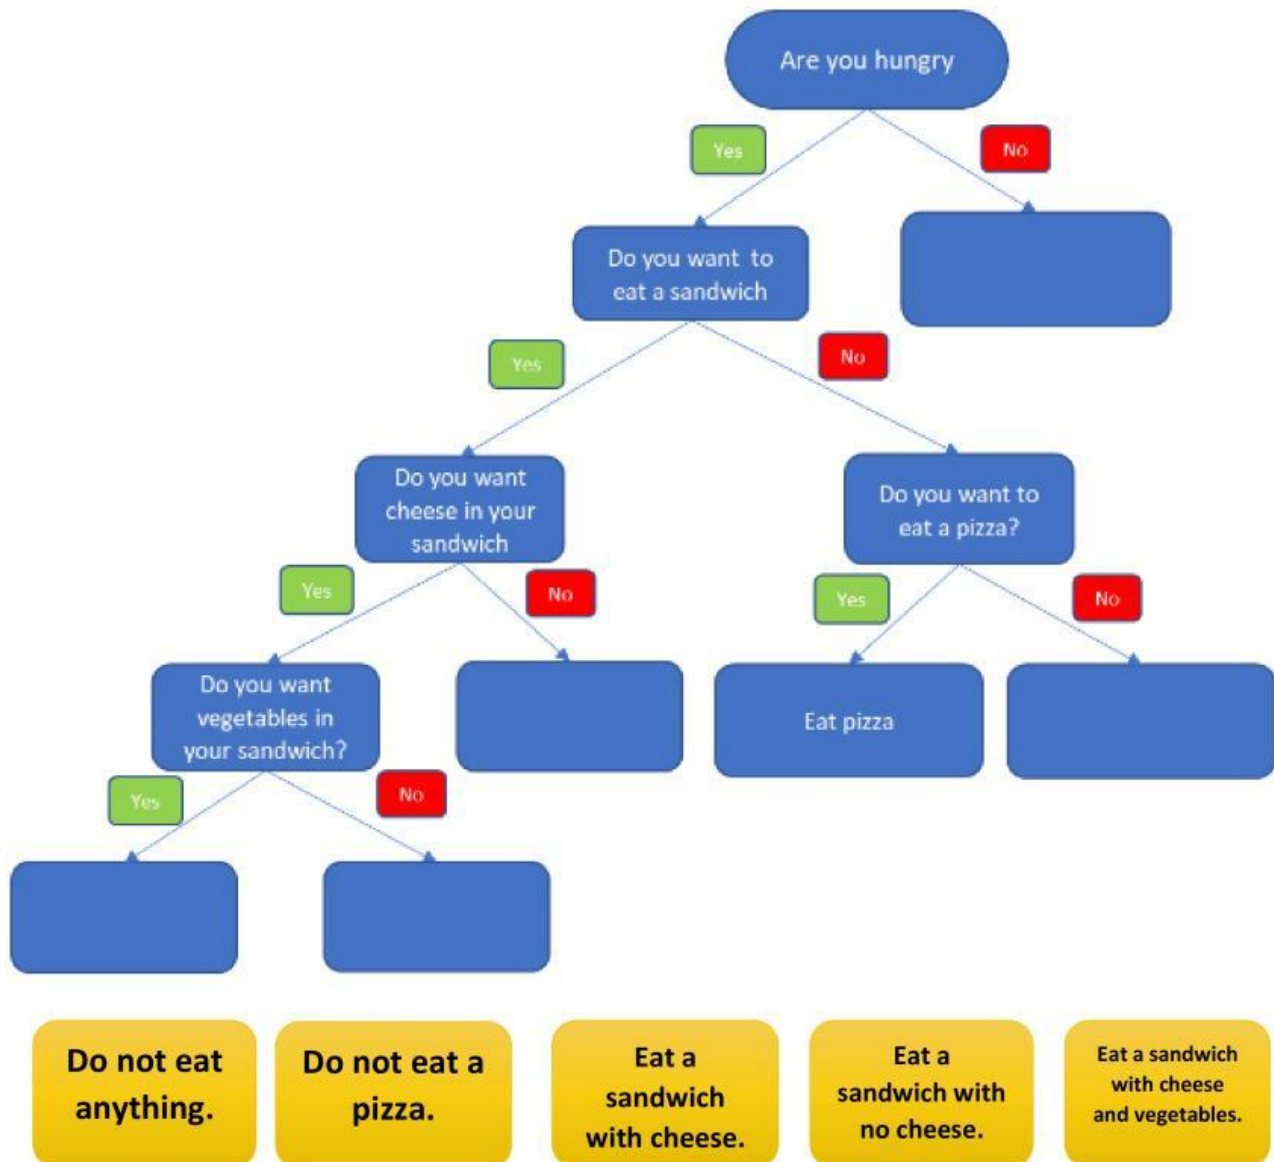 Are you hungry
Yes
No
Do you want to
eat a sandwich
Yes
No
Do you want
cheese in your
sandwich
Do you want to
eat a pizza?
Yes
No
Yes
No
Do you want
vegetables in
your sandwich?
Eat pizza
Yes
No
Do not eat
anything.
Do not eat a
pizza.
Eat a
sandwich
with cheese.
Eat a
sandwich with
no cheese.
Eat a sandwich
with cheese
and vegetables.